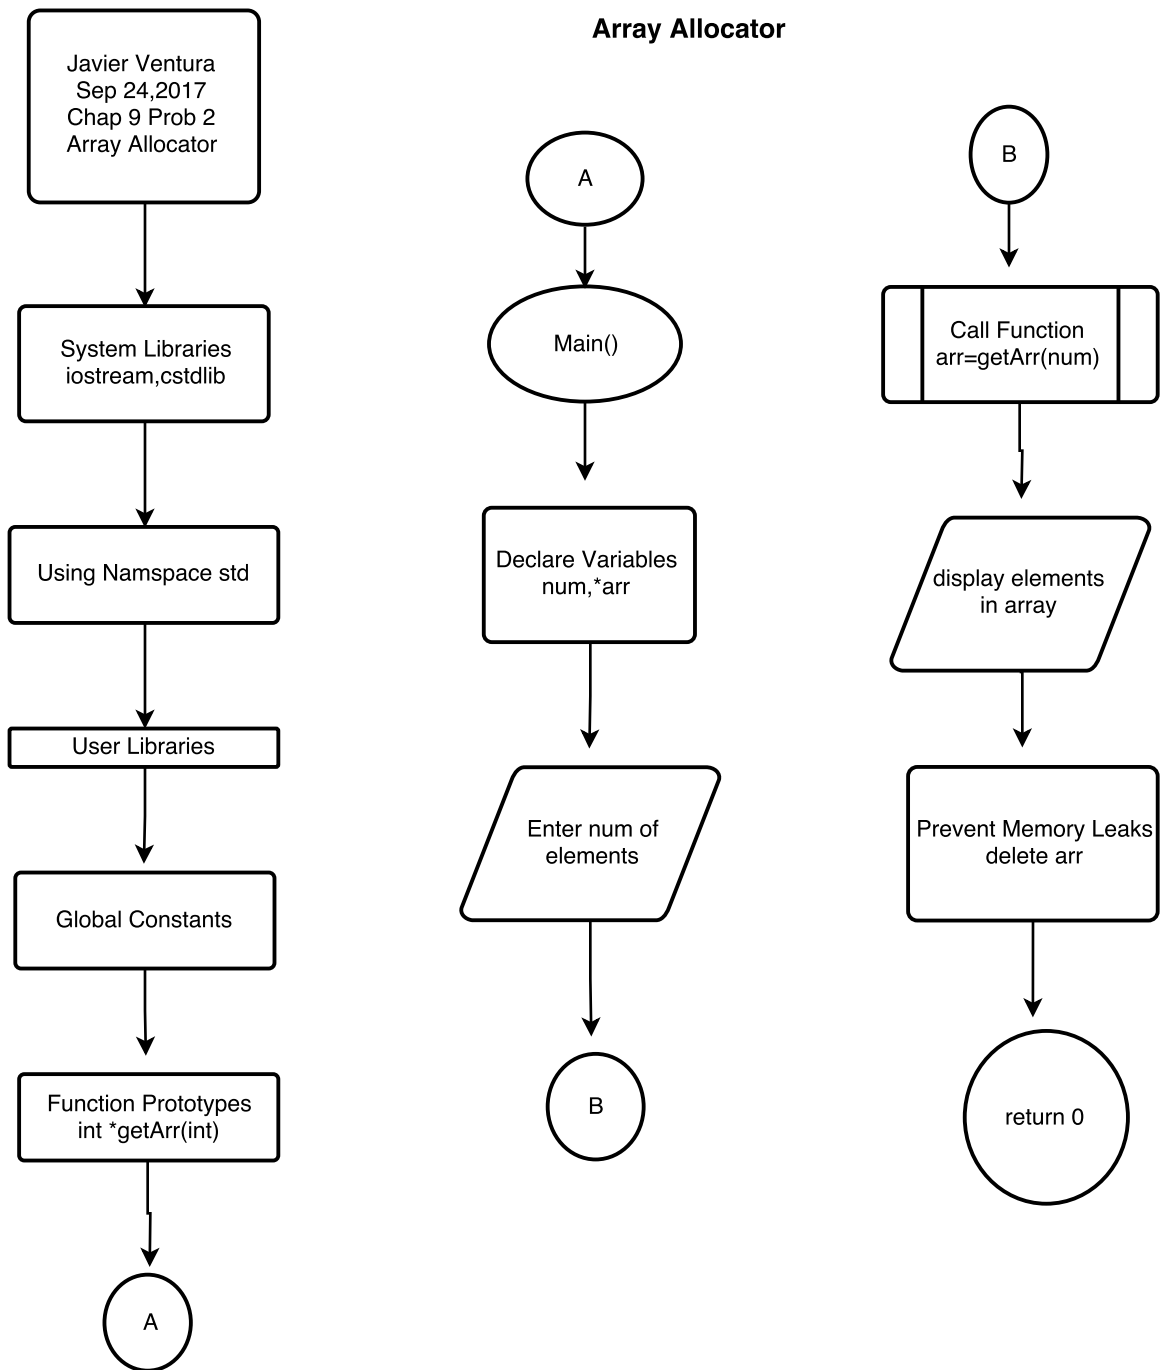 Array Allocator
Javier Ventura
Sep 24,2017
Chap 9 Prob 2
Array Allocator
System Libraries
iostream,cstdlib
Using Namspace std
User Libraries
Global Constants
Function Prototypes
int *getArr(int)
A
A
Main()
Declare Variables
num,*arr
Enter num of
elements
B
B
Call Function
arr=getArr(num)
display elements
in array
Prevent Memory Leaks
delete arr
return 0